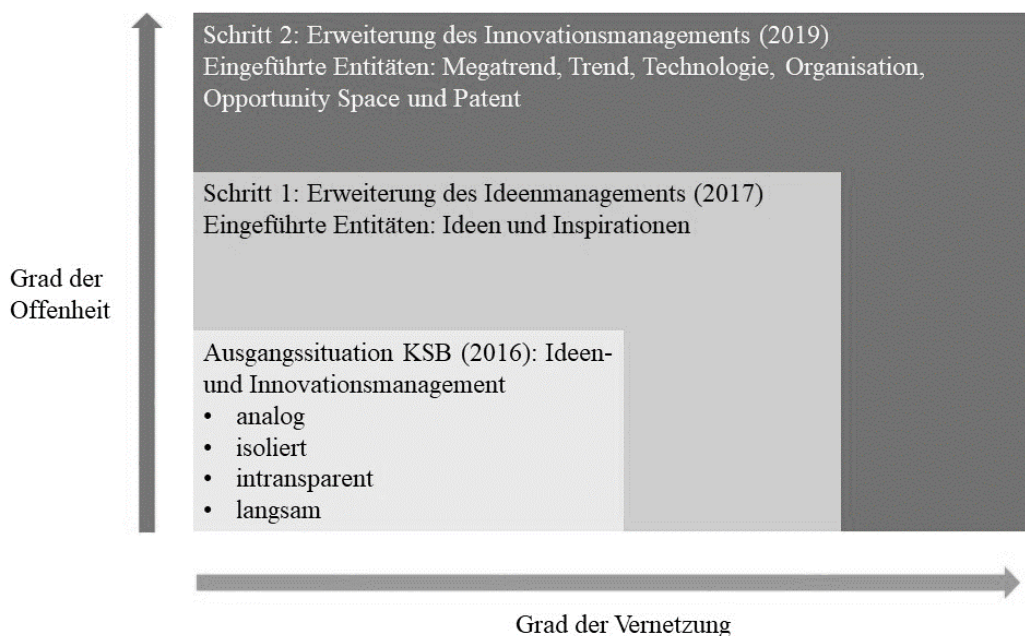 Schritt 2: Erweiterung des Innovationsmanagements (2019)
Eingeführte Entitäten: Megatrend, Trend, Technologie, Organisation,
Opportunity Space und Patent
Schritt 1: Erweiterung des Ideenmanagements (2017)
Eingeführte Entitäten: Ideen und Inspirationen
Grad der
Offenheit
Ausgangssituation KSB (2016): Ideen-
und Innovationsmanagement
• analog
• isoliert
• intransparent
• langsam
Grad der Vernetzung